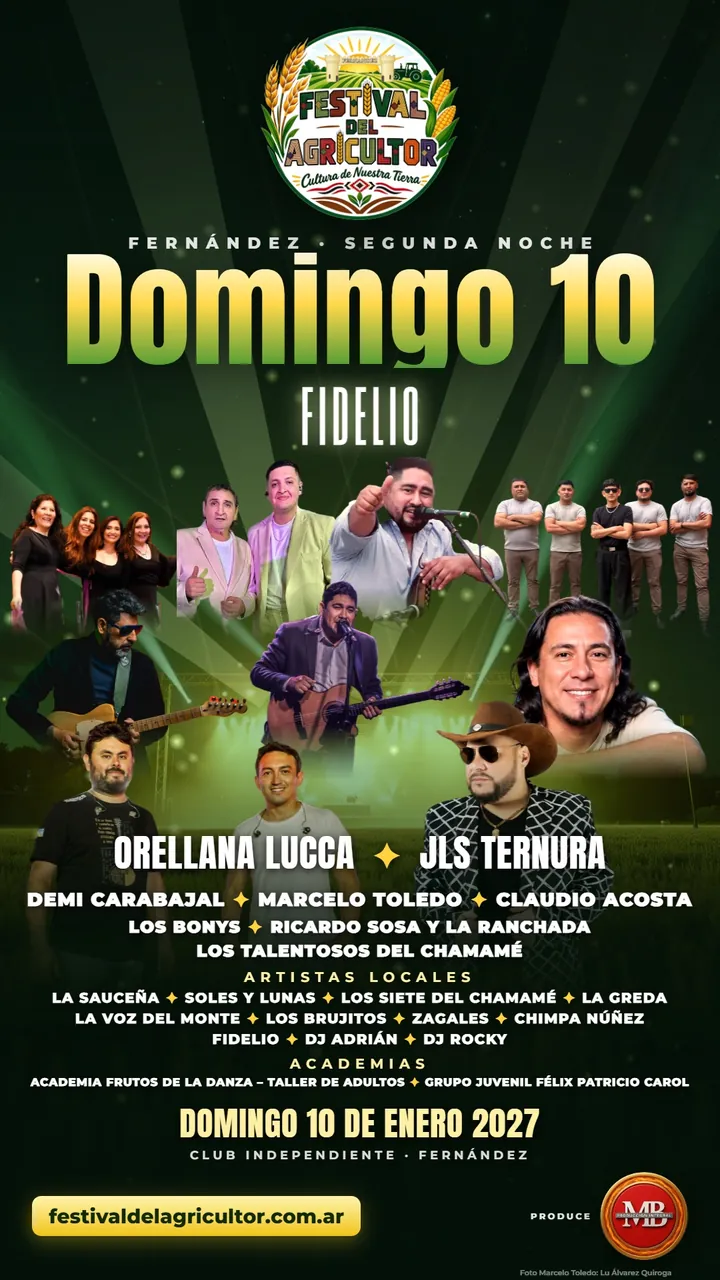 FERNÁNDEZ
FESTIVAL
DEL
AGRICULTOR
Cultura de Nuestra Tierra
FERNÁNDEZ · SEGUNDA NOCHE
Domingo 10
FIDELIO
ORELLANA LUCCA ✦ JLS TERNURA
DEMI CARABAJAL ✦ MARCELO TOLEDO ✦ CLAUDIO ACOSTA
LOS BONYS ✦ RICARDO SOSA Y LA RANCHADA
LOS TALENTOSOS DEL CHAMAMÉ
ARTISTAS LOCALES
LA SAUCEÑA ✦ SOLES Y LUNAS ✦ LOS SIETE DEL CHAMAMÉ ✦ LA GREDA
LA VOZ DEL MONTE ✦ LOS BRUJITOS ✦ ZAGALES ✦ CHIMPA NÚÑEZ
FIDELIO ✦ DJ ADRIÁN ✦ DJ ROCKY
ACADEMIAS
ACADEMIA FRUTOS DE LA DANZA – TALLER DE ADULTOS ✦ GRUPO JUVENIL FÉLIX PATRICIO CAROL
DOMINGO 10 DE ENERO 2027
CLUB INDEPENDIENTE · FERNÁNDEZ
festivaldelagricultor.com.ar
PRODUCE
MB
PRODUCCIÓN INTEGRAL
Foto Marcelo Toledo: Lu Álvarez Quiroga